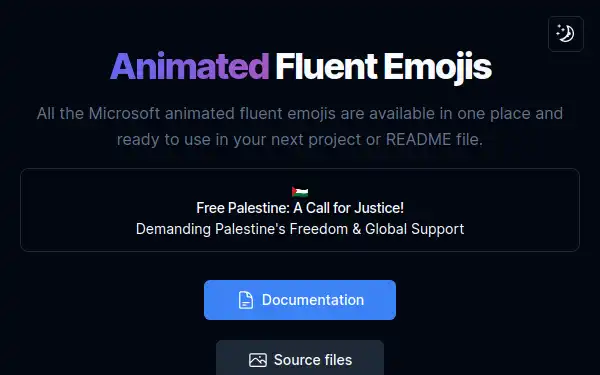 Animated Fluent Emojis
All the Microsoft animated fluent emojis are available in one place and
ready to use in your next project or README file.
Free Palestine: A Call for Justice!
Demanding Palestine's Freedom & Global Support
Documentation
Source files